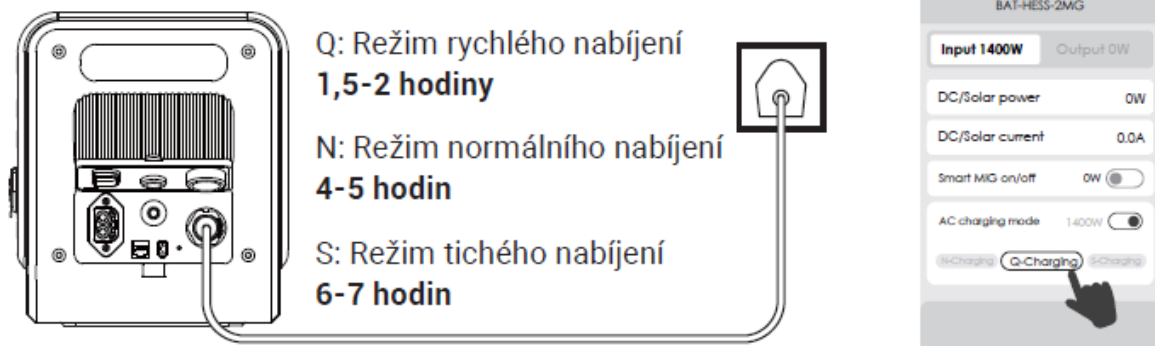 Q: Režim rychlého nabíjení
1,5-2 hodiny
N: Režim normálního nabíjení
4-5 hodin
S: Režim tichého nabíjení
6-7 hodin
BAT-HESS-2MG
Input 1400W Output 0W
DC/Solar power 0W
DC/Solar current 0.0A
Smart MIG on/off 0W
AC charging mode 1400W
N-Charging Q-Charging S-Charging